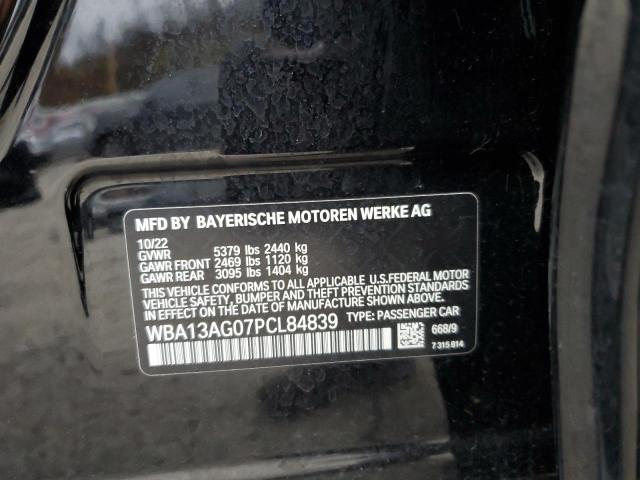 MFD BY BAYERISCHE MOTOREN WERKE AG
10/22
GVWR 5379 lbs 2440 kg
GAWR FRONT 2469 lbs 1120 kg
GAWR REAR 3095 lbs 1404 kg
THIS VEHICLE CONFORMS TO ALL APPLICABLE U.S.FEDERAL MOTOR
VEHICLE SAFETY, BUMPER, AND THEFT PREVENTION STANDARDS
IN EFFECT ON THE DATE OF MANUFACTURE SHOWN ABOVE.
WBA13AG07PCL84839 TYPE: PASSENGER CAR
668/9
7 315 814